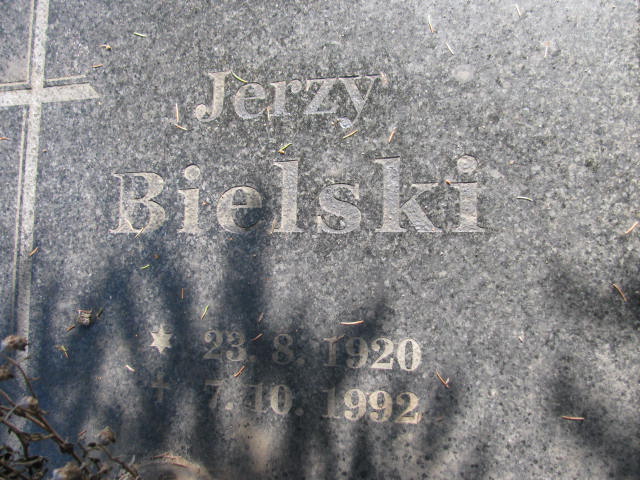 Jerzy
Bielski
* 23. 8. 1920
† 7. 10. 1992